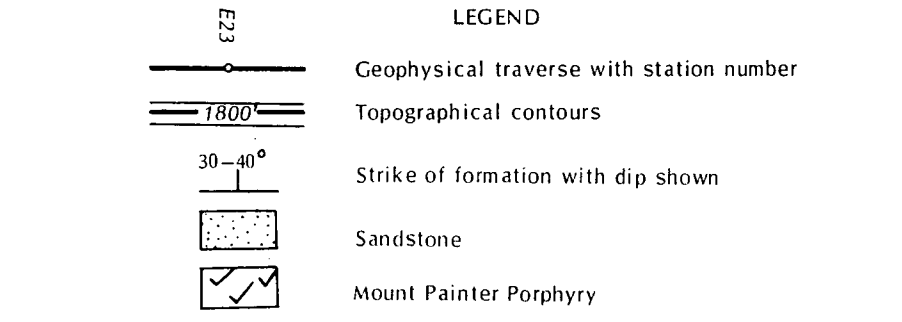 LEGEND
E23
Geophysical traverse with station number
1800'
Topographical contours
30–40°
Strike of formation with dip shown
Sandstone
Mount Painter Porphyry